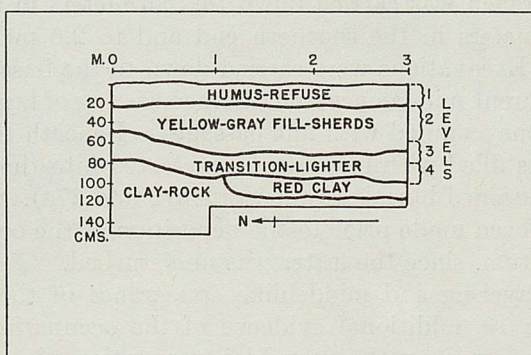 M.0 1 2 3
HUMUS-REFUSE 1
20
YELLOW-GRAY FILL-SHERDS 2
40
60 3
80 TRANSITION-LIGHTER 4
LEVELS
100 CLAY-ROCK RED CLAY
120
140 N
CMS.